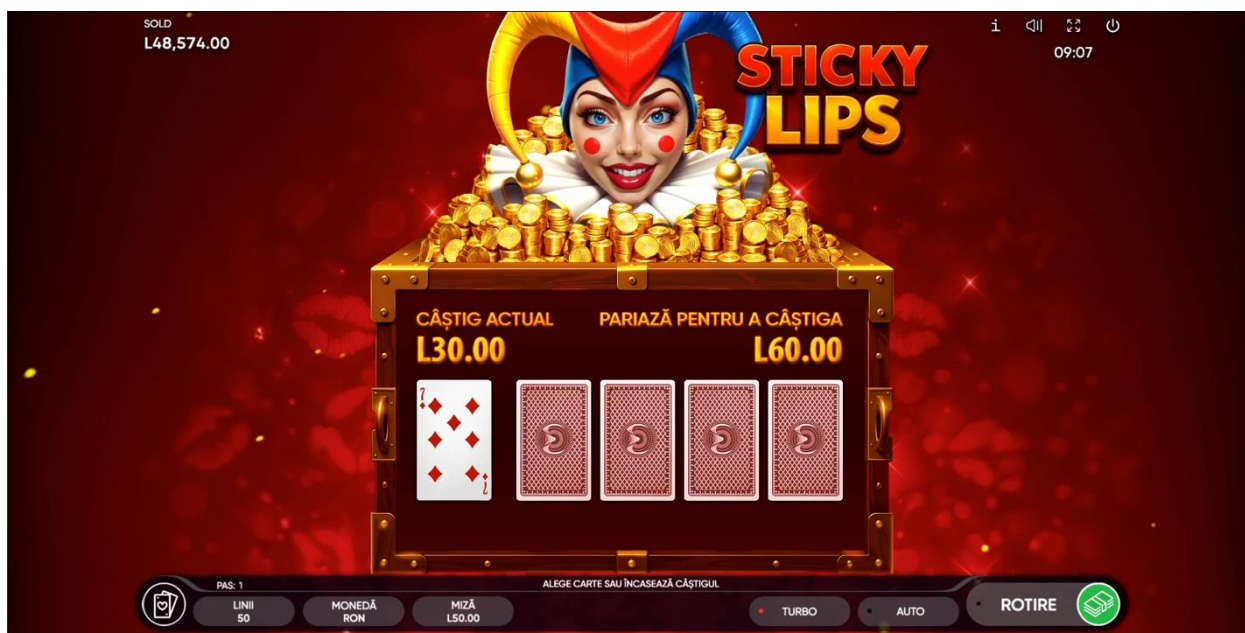 SOLD
L48,574.00
09:07
STICKY
LIPS
CÂȘTIG ACTUAL
L30.00
PARIAZĂ PENTRU A CÂȘTIGA
L60.00
7
7
PAS: 1
ALEGE CARTE SAU ÎNCASEAZĂ CÂȘTIGUL
LINII
50
MONEDĂ
RON
MIZĂ
L50.00
TURBO
AUTO
ROTIRE